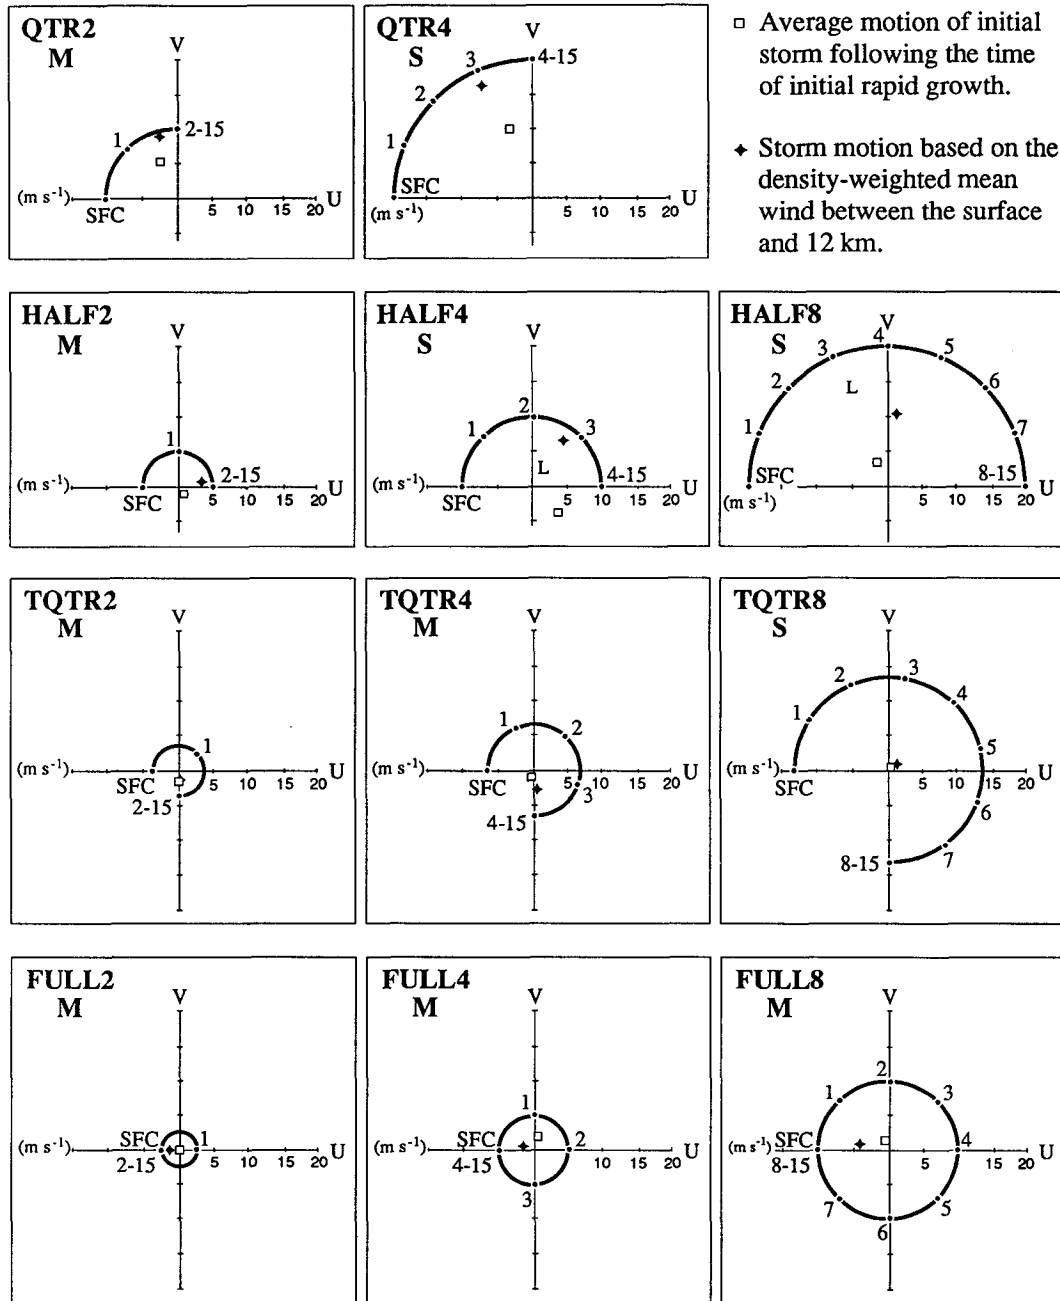 QTR2
M
V
1
2-15
(m s⁻¹)
SFC
5 10 15 20 U
QTR4
S
V
3
4-15
2
1
SFC
(m s⁻¹)
5 10 15 20 U
□ Average motion of initial
storm following the time
of initial rapid growth.
✦ Storm motion based on the
density-weighted mean
wind between the surface
and 12 km.
HALF2
M
V
1
2-15
(m s⁻¹)
SFC
5 10 15 20 U
HALF4
S
V
2
1
3
L
4-15
(m s⁻¹)
SFC
5 10 15 20 U
HALF8
S
V
4
3
5
2
L
6
1
7
SFC
8-15
(m s⁻¹)
5 10 15 20 U
TQTR2
M
V
1
(m s⁻¹)
SFC
5 10 15 20 U
2-15
TQTR4
M
V
1
2
(m s⁻¹)
SFC
3
5 10 15 20 U
4-15
TQTR8
S
V
2
3
1
4
5
(m s⁻¹)
SFC
5 10 15 20 U
6
7
8-15
FULL2
M
V
SFC
1
(m s⁻¹)
2-15
5 10 15 20 U
FULL4
M
V
1
SFC
2
(m s⁻¹)
4-15
5 10 15 20 U
3
FULL8
M
V
2
1
3
SFC
4
(m s⁻¹)
8-15
5 10 15 20 U
7
5
6